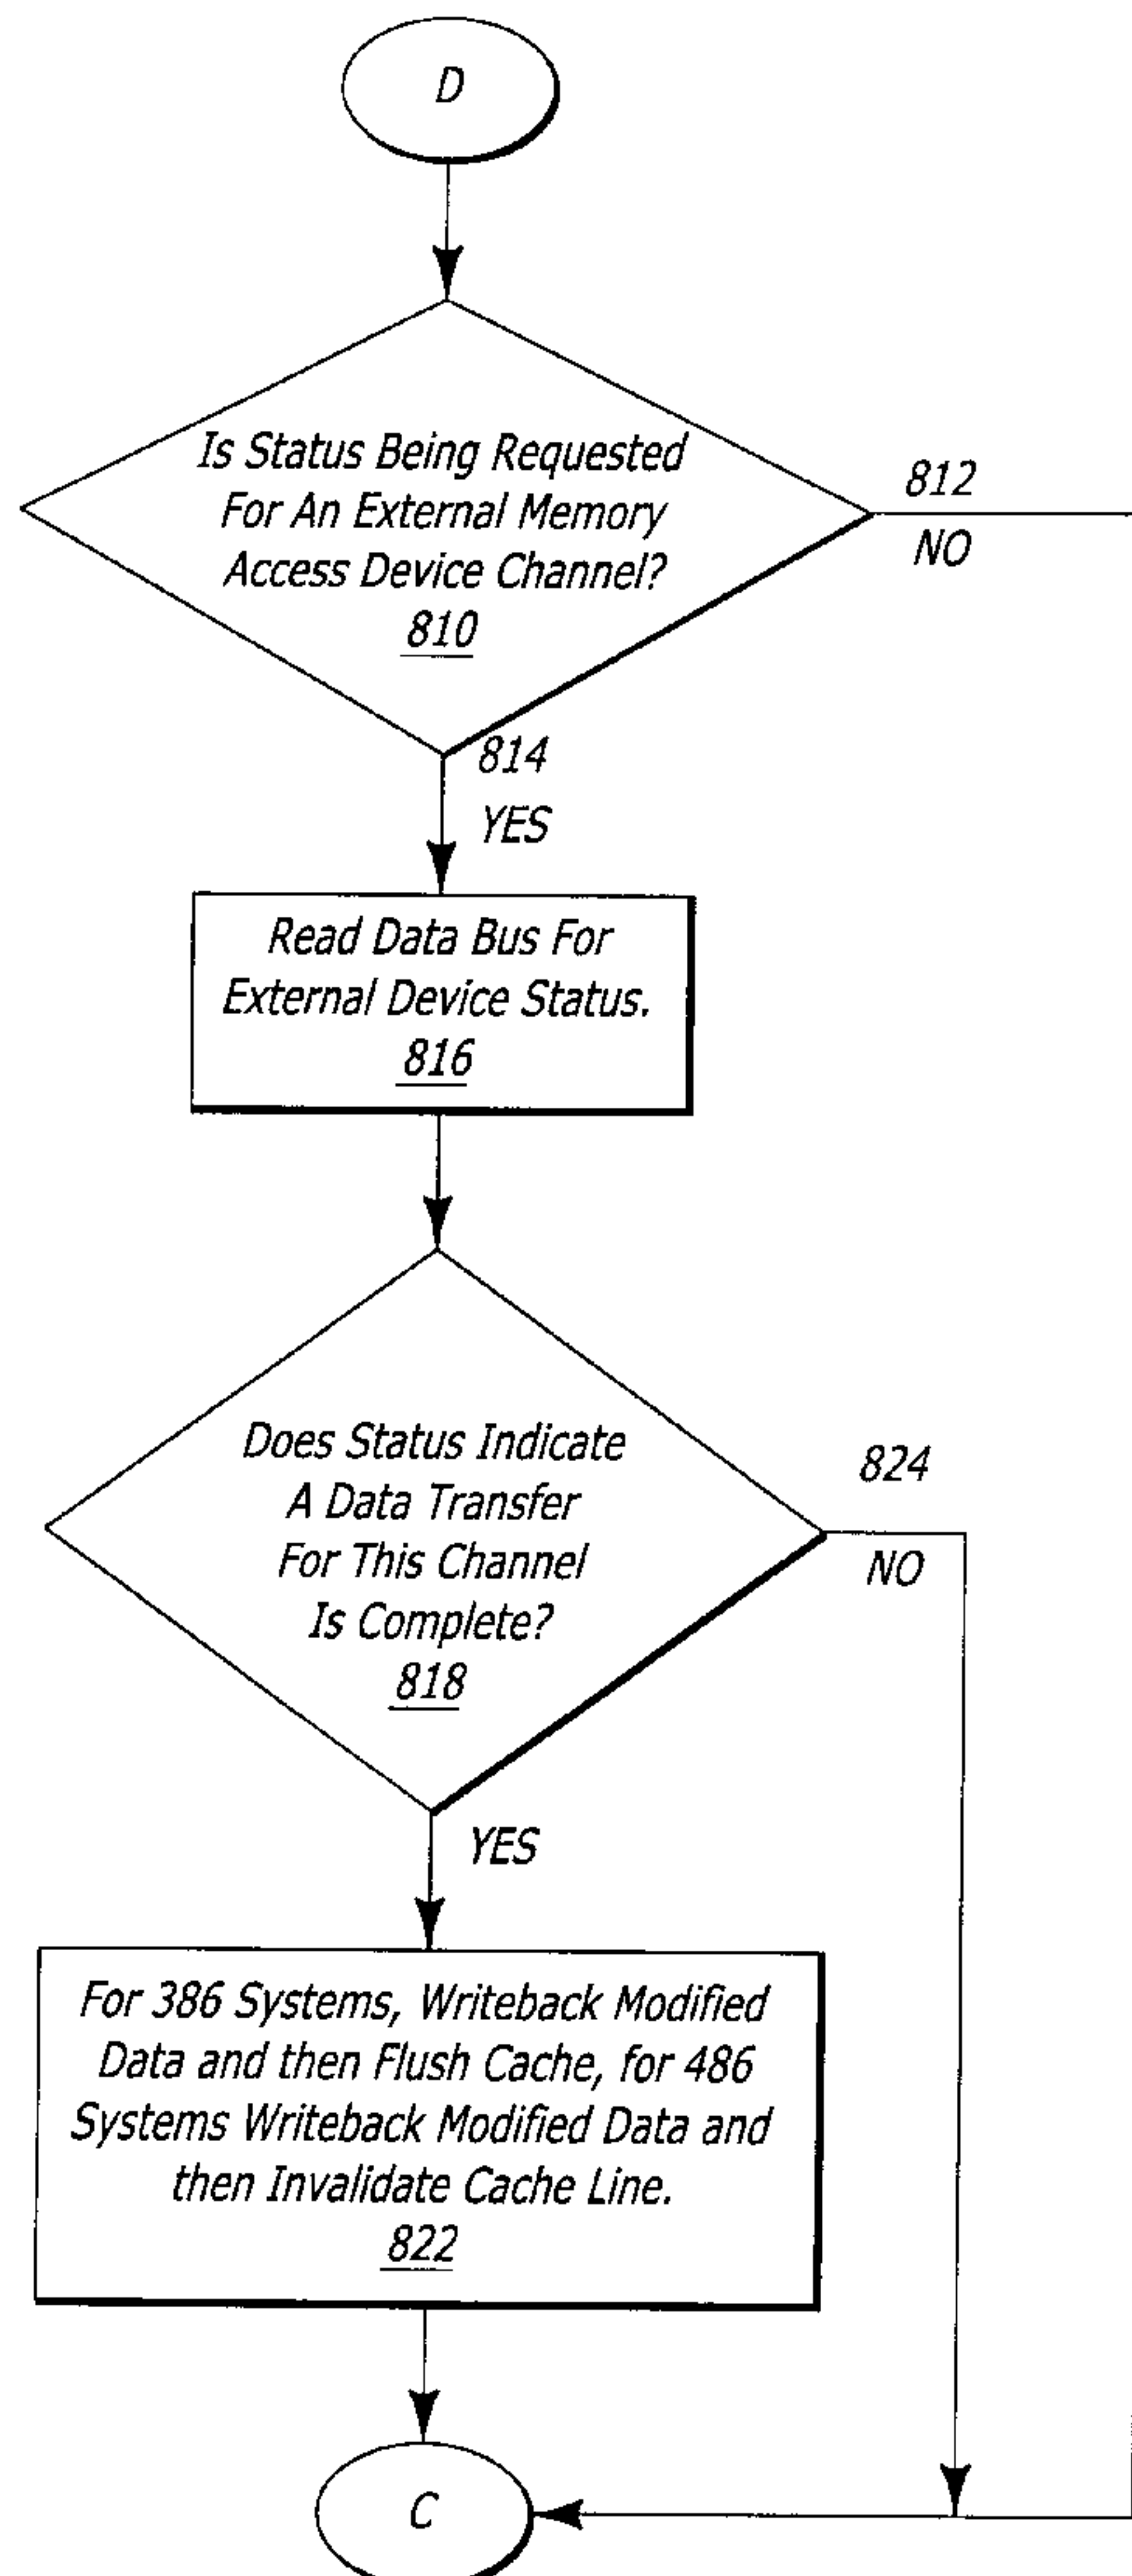 D
Is Status Being Requested
For An External Memory
Access Device Channel?
810
812
NO
814
YES
Read Data Bus For
External Device Status.
816
Does Status Indicate
A Data Transfer
For This Channel
Is Complete?
818
824
NO
YES
For 386 Systems, Writeback Modified
Data and then Flush Cache, for 486
Systems Writeback Modified Data and
then Invalidate Cache Line.
822
C